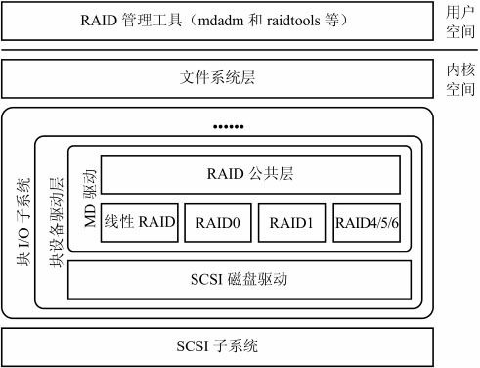 RAID 管理工具（mdadm 和 raidtools 等）
用户
空间
文件系统层
内核
空间
……
块 I/O 子系统
块设备驱动层
MD 驱动
RAID 公共层
线性 RAID
RAID0
RAID1
RAID4/5/6
SCSI 磁盘驱动
SCSI 子系统